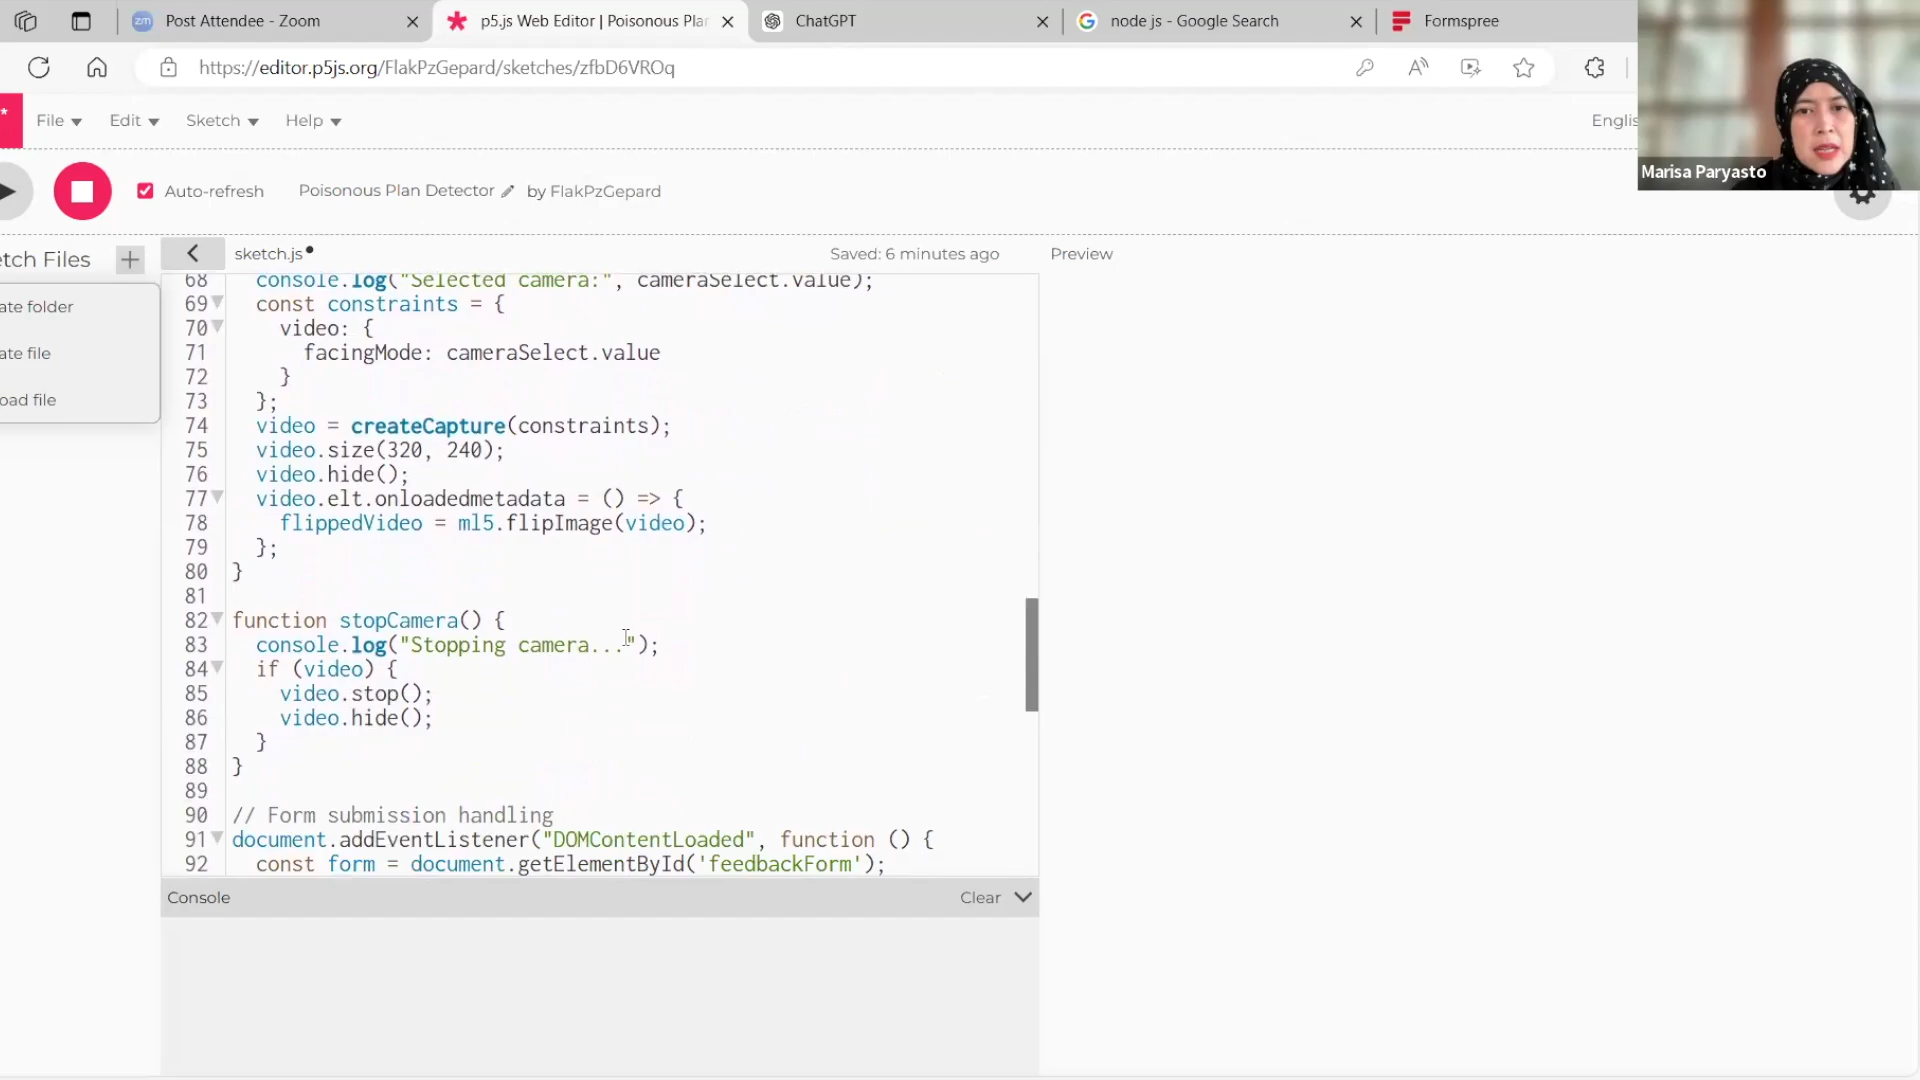 zm Post Attendee - Zoom
p5.js Web Editor | Poisonous Plan
ChatGPT
node js - Google Search
Formspree
https://editor.p5js.org/FlakPzGepard/sketches/zfbD6VROq
File Edit Sketch Help
Englis
Marisa Paryasto
Auto-refresh Poisonous Plan Detector by FlakPzGepard
etch Files +
ate folder
ate file
oad file
sketch.js
Saved: 6 minutes ago
Preview
68 console.log("Selected camera:", cameraSelect.value);
69 const constraints = {
70 video: {
71 facingMode: cameraSelect.value
72 }
73 };
74 video = createCapture(constraints);
75 video.size(320, 240);
76 video.hide();
77 video.elt.onloadedmetadata = () => {
78 flippedVideo = ml5.flipImage(video);
79 };
80 }
81
82 function stopCamera() {
83 console.log("Stopping camera...");
84 if (video) {
85 video.stop();
86 video.hide();
87 }
88 }
89
90 // Form submission handling
91 document.addEventListener("DOMContentLoaded", function () {
92 const form = document.getElementById('feedbackForm');
Console
Clear